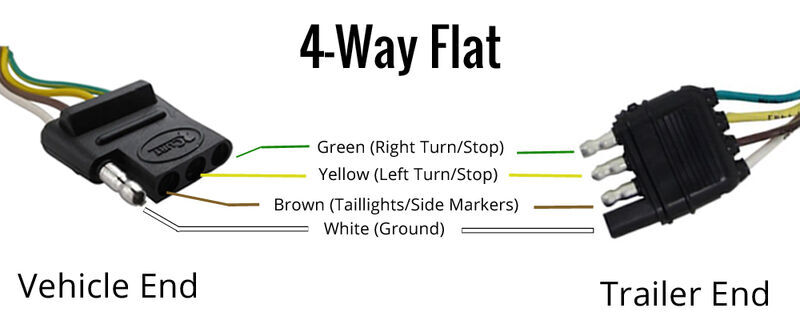 4-Way Flat
CURT
Green (Right Turn/Stop)
Yellow (Left Turn/Stop)
Brown (Taillights/Side Markers)
White (Ground)
Vehicle End
Trailer End